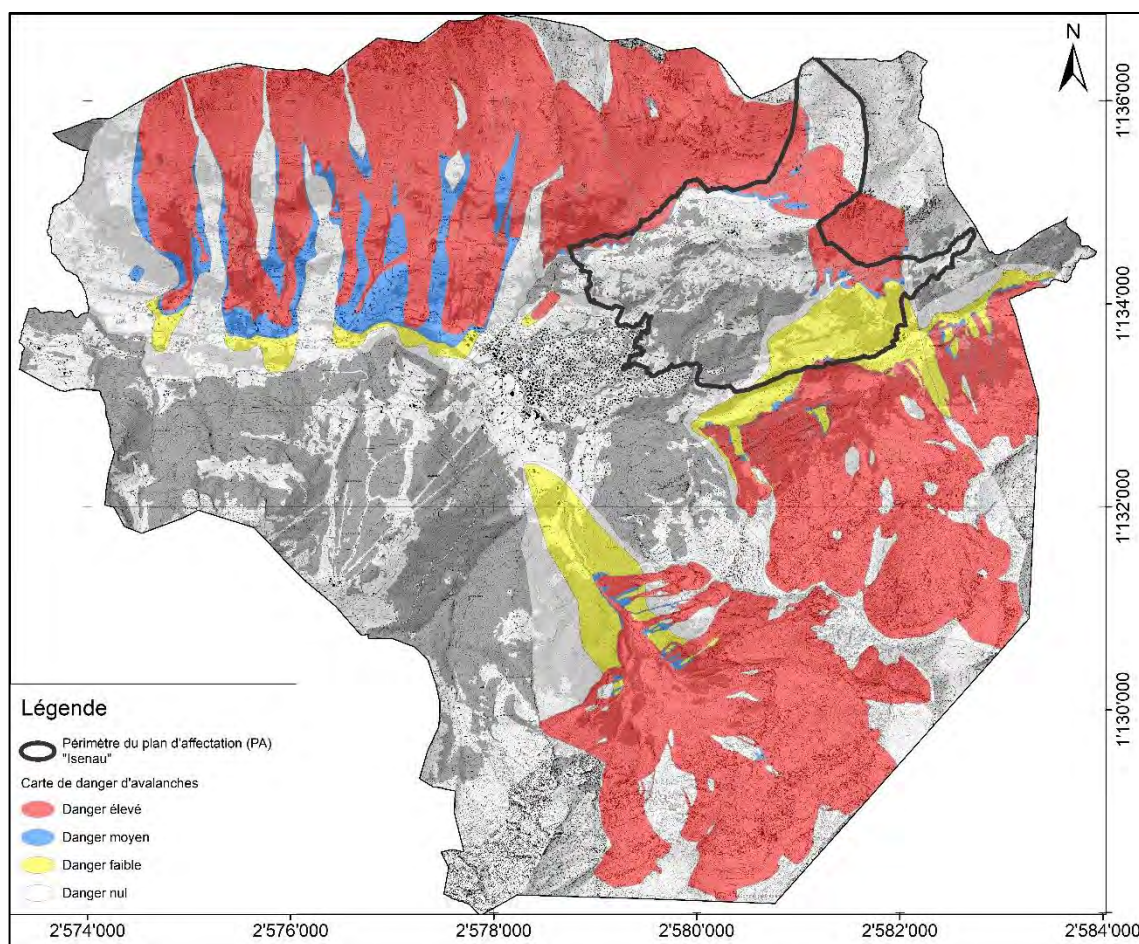 N
1'136'000
1'134'000
1'132'000
1'130'000
Légende
Périmètre du plan d'affectation (PA)
"Isenau"
Carte de danger d'avalanches
Danger élevé
Danger moyen
Danger faible
Danger nul
2'574'000
2'576'000
2'578'000
2'580'000
2'582'000
2'584'000